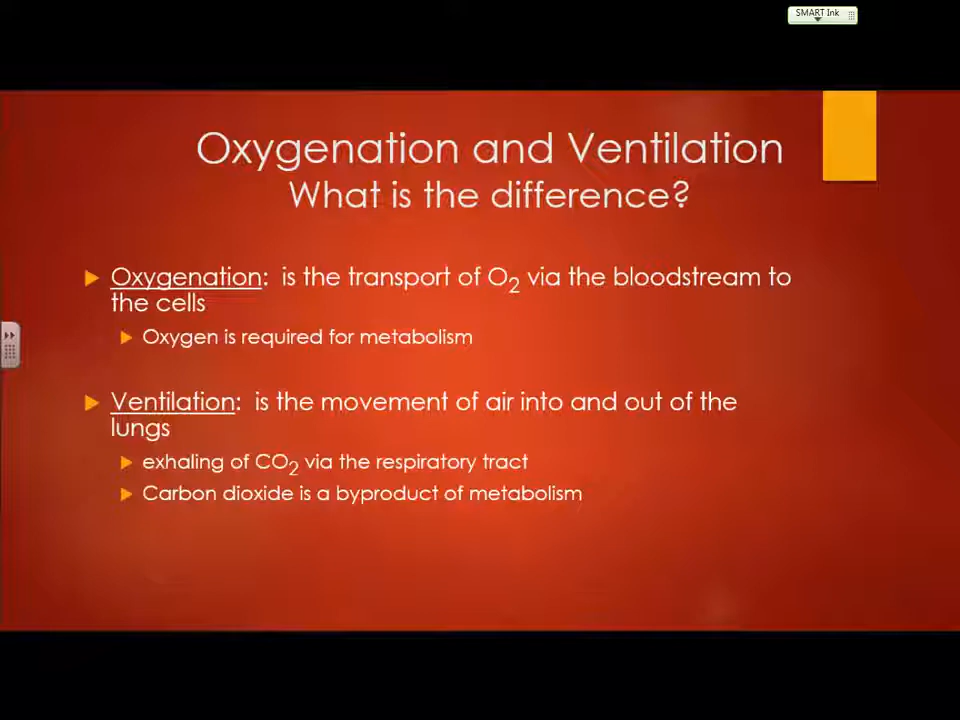 SMART Ink
Oxygenation and Ventilation
What is the difference?
Oxygenation: is the transport of O2 via the bloodstream to
the cells
Oxygen is required for metabolism
Ventilation: is the movement of air into and out of the
lungs
exhaling of CO2 via the respiratory tract
Carbon dioxide is a byproduct of metabolism